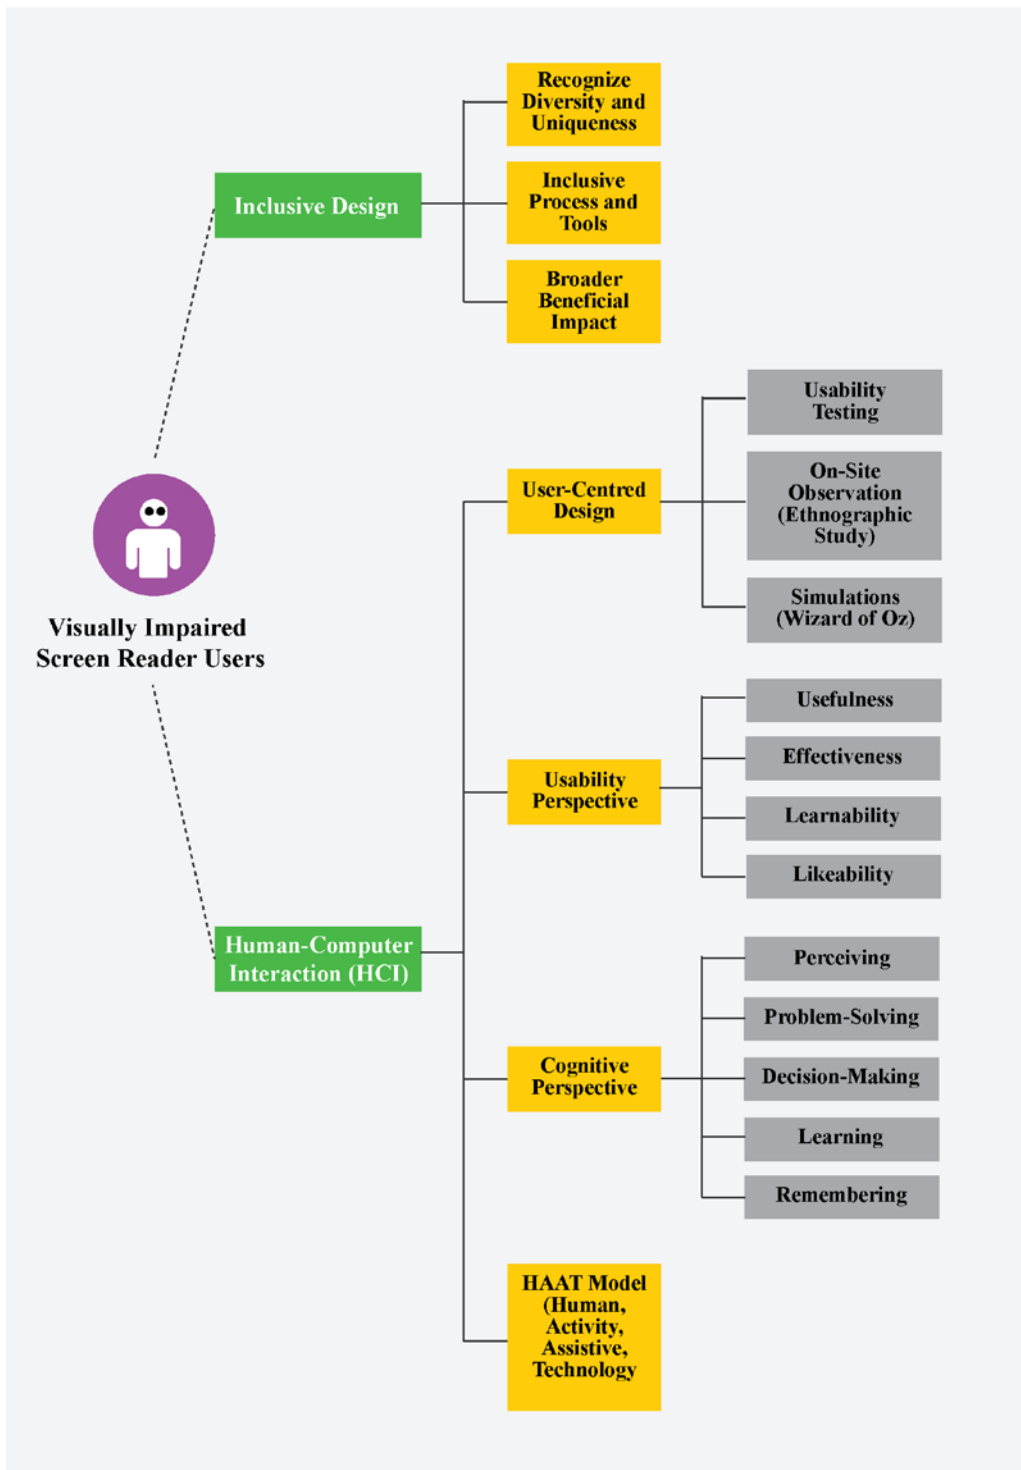 Recognize
Diversity and
Uniqueness
Inclusive Design
Inclusive
Process and
Tools
Broader
Beneficial
Impact
Usability
Testing
User-Centred
Design
On-Site
Observation
(Ethnographic
Study)
Simulations
(Wizard of Oz)
Visually Impaired
Screen Reader Users
Usefulness
Usability
Perspective
Effectiveness
Learnability
Likeability
Human-Computer
Interaction (HCI)
Perceiving
Problem-Solving
Cognitive
Perspective
Decision-Making
Learning
Remembering
HAAT Model
(Human,
Activity,
Assistive,
Technology